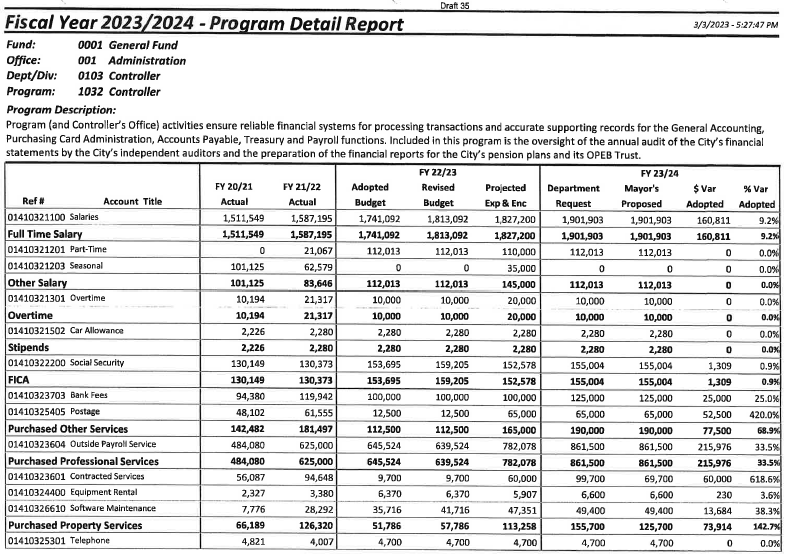 Draft 35
Fiscal Year 2023/2024 - Program Detail Report 3/3/2023 - 5:27:47 PM
Fund: 0001 General Fund
Office: 001 Administration
Dept/Div: 0103 Controller
Program: 1032 Controller
Program Description:
Program (and Controller's Office) activities ensure reliable financial systems for processing transactions and accurate supporting records for the General Accounting,
Purchasing Card Administration, Accounts Payable, Treasury and Payroll functions. Included in this program is the oversight of the annual audit of the City's financial
statements by the City's independent auditors and the preparation of the financial reports for the City's pension plans and its OPEB Trust.
FY 22/23 FY 23/24
FY 20/21 FY 21/22 Adopted Revised Projected Department Mayor's $ Var % Var
Ref # Account Title Actual Actual Budget Budget Exp & Enc Request Proposed Adopted Adopted
01410321100 Salaries 1,511,549 1,587,195 1,741,092 1,813,092 1,827,200 1,901,903 1,901,903 160,811 9.2%
Full Time Salary 1,511,549 1,587,195 1,741,092 1,813,092 1,827,200 1,901,903 1,901,903 160,811 9.2%
01410321201 Part-Time 0 21,067 112,013 112,013 110,000 112,013 112,013 0 0.0%
01410321203 Seasonal 101,125 62,579 0 0 35,000 0 0 0 0.0%
Other Salary 101,125 83,646 112,013 112,013 145,000 112,013 112,013 0 0.0%
01410321301 Overtime 10,194 21,317 10,000 10,000 20,000 10,000 10,000 0 0.0%
Overtime 10,194 21,317 10,000 10,000 20,000 10,000 10,000 0 0.0%
01410321502 Car Allowance 2,226 2,280 2,280 2,280 2,280 2,280 2,280 0 0.0%
Stipends 2,226 2,280 2,280 2,280 2,280 2,280 2,280 0 0.0%
01410322200 Social Security 130,149 130,373 153,695 159,205 152,578 155,004 155,004 1,309 0.9%
FICA 130,149 130,373 153,695 159,205 152,578 155,004 155,004 1,309 0.9%
01410323703 Bank Fees 94,380 119,942 100,000 100,000 100,000 125,000 125,000 25,000 25.0%
01410325405 Postage 48,102 61,555 12,500 12,500 65,000 65,000 65,000 52,500 420.0%
Purchased Other Services 142,482 181,497 112,500 112,500 165,000 190,000 190,000 77,500 68.9%
01410323604 Outside Payroll Service 484,080 625,000 645,524 639,524 782,078 861,500 861,500 215,976 33.5%
Purchased Professional Services 484,080 625,000 645,524 639,524 782,078 861,500 861,500 215,976 33.5%
01410323601 Contracted Services 56,087 94,648 9,700 9,700 60,000 99,700 69,700 60,000 618.6%
01410324400 Equipment Rental 2,327 3,380 6,370 6,370 5,907 6,600 6,600 230 3.6%
01410326610 Software Maintenance 7,776 28,292 35,716 41,716 47,351 49,400 49,400 13,684 38.3%
Purchased Property Services 66,189 126,320 51,786 57,786 113,258 155,700 125,700 73,914 142.7%
01410325301 Telephone 4,821 4,007 4,700 4,700 4,700 4,700 4,700 0 0.0%